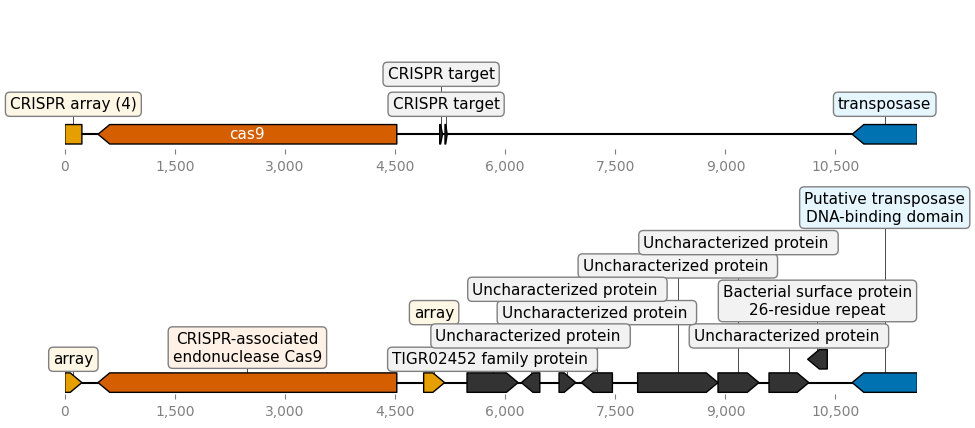 CRISPR target
CRISPR array (4)
CRISPR target
transposase
cas9
0
1,500
3,000
4,500
6,000
7,500
9,000
10,500
Putative transposase
DNA-binding domain
Uncharacterized protein
Uncharacterized protein
Uncharacterized protein
Bacterial surface protein
26-residue repeat
array
Uncharacterized protein
CRISPR-associated
endonuclease Cas9
Uncharacterized protein
Uncharacterized protein
array
TIGR02452 family protein
0
1,500
3,000
4,500
6,000
7,500
9,000
10,500